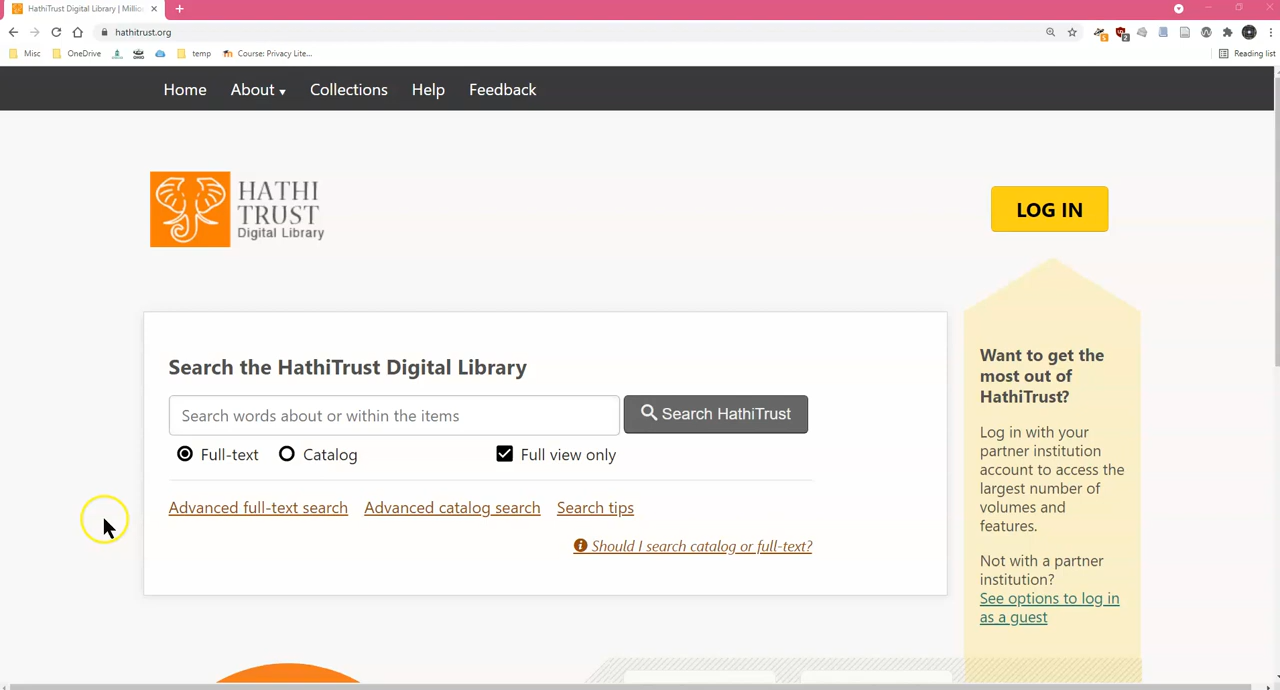 HathiTrust Digital Library | Millio
hathitrust.org
Misc
OneDrive
temp
Course: Privacy Lite...
Reading list
Home
About
Collections
Help
Feedback
HATHI
TRUST
Digital Library
LOG IN
Search the HathiTrust Digital Library
Search words about or within the items
Search HathiTrust
Full-text
Catalog
Full view only
Advanced full-text search
Advanced catalog search
Search tips
Should I search catalog or full-text?
Want to get the
most out of
HathiTrust?
Log in with your
partner institution
account to access the
largest number of
volumes and
features.
Not with a partner
institution?
See options to log in
as a guest